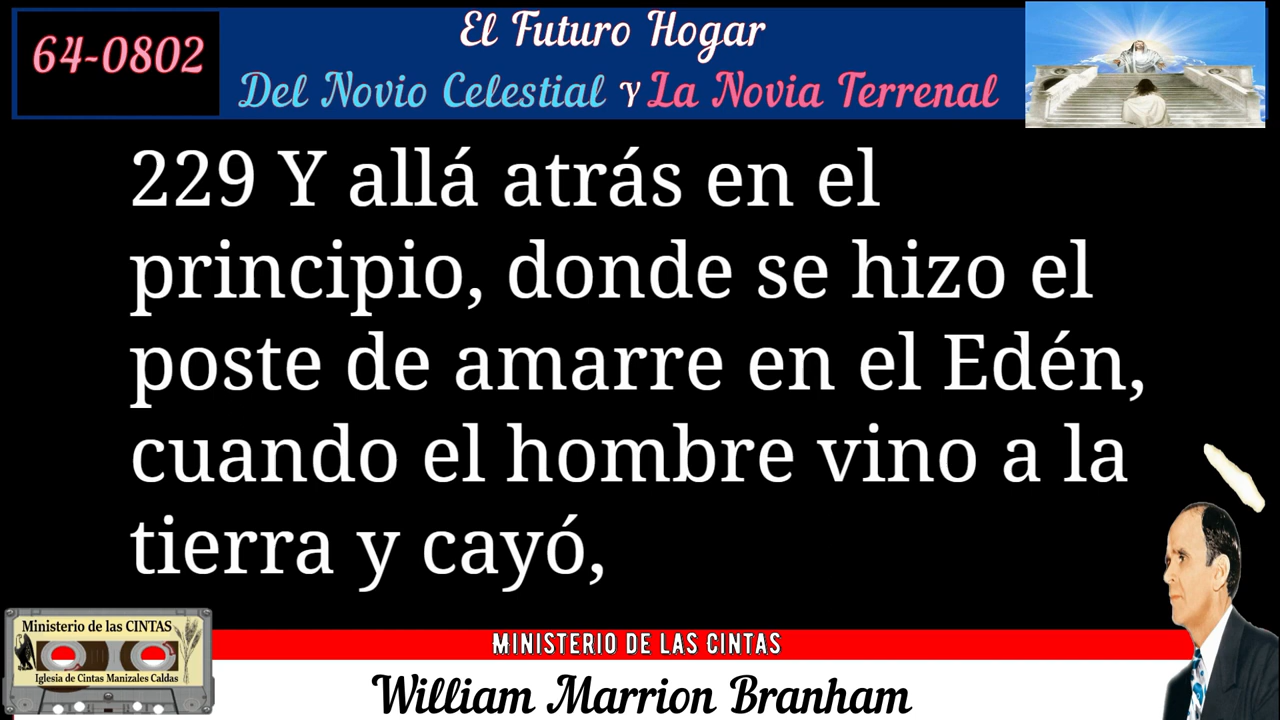 64-0802
El Futuro Hogar
Del Novio Celestial y La Novia Terrenal
229 Y allá atrás en el
principio, donde se hizo el
poste de amarre en el Edén,
cuando el hombre vino a la
tierra y cayó,
Ministerio de las CINTAS
Iglesia de Cintas Manizales Caldas
MINISTERIO DE LAS CINTAS
William Marrion Branham